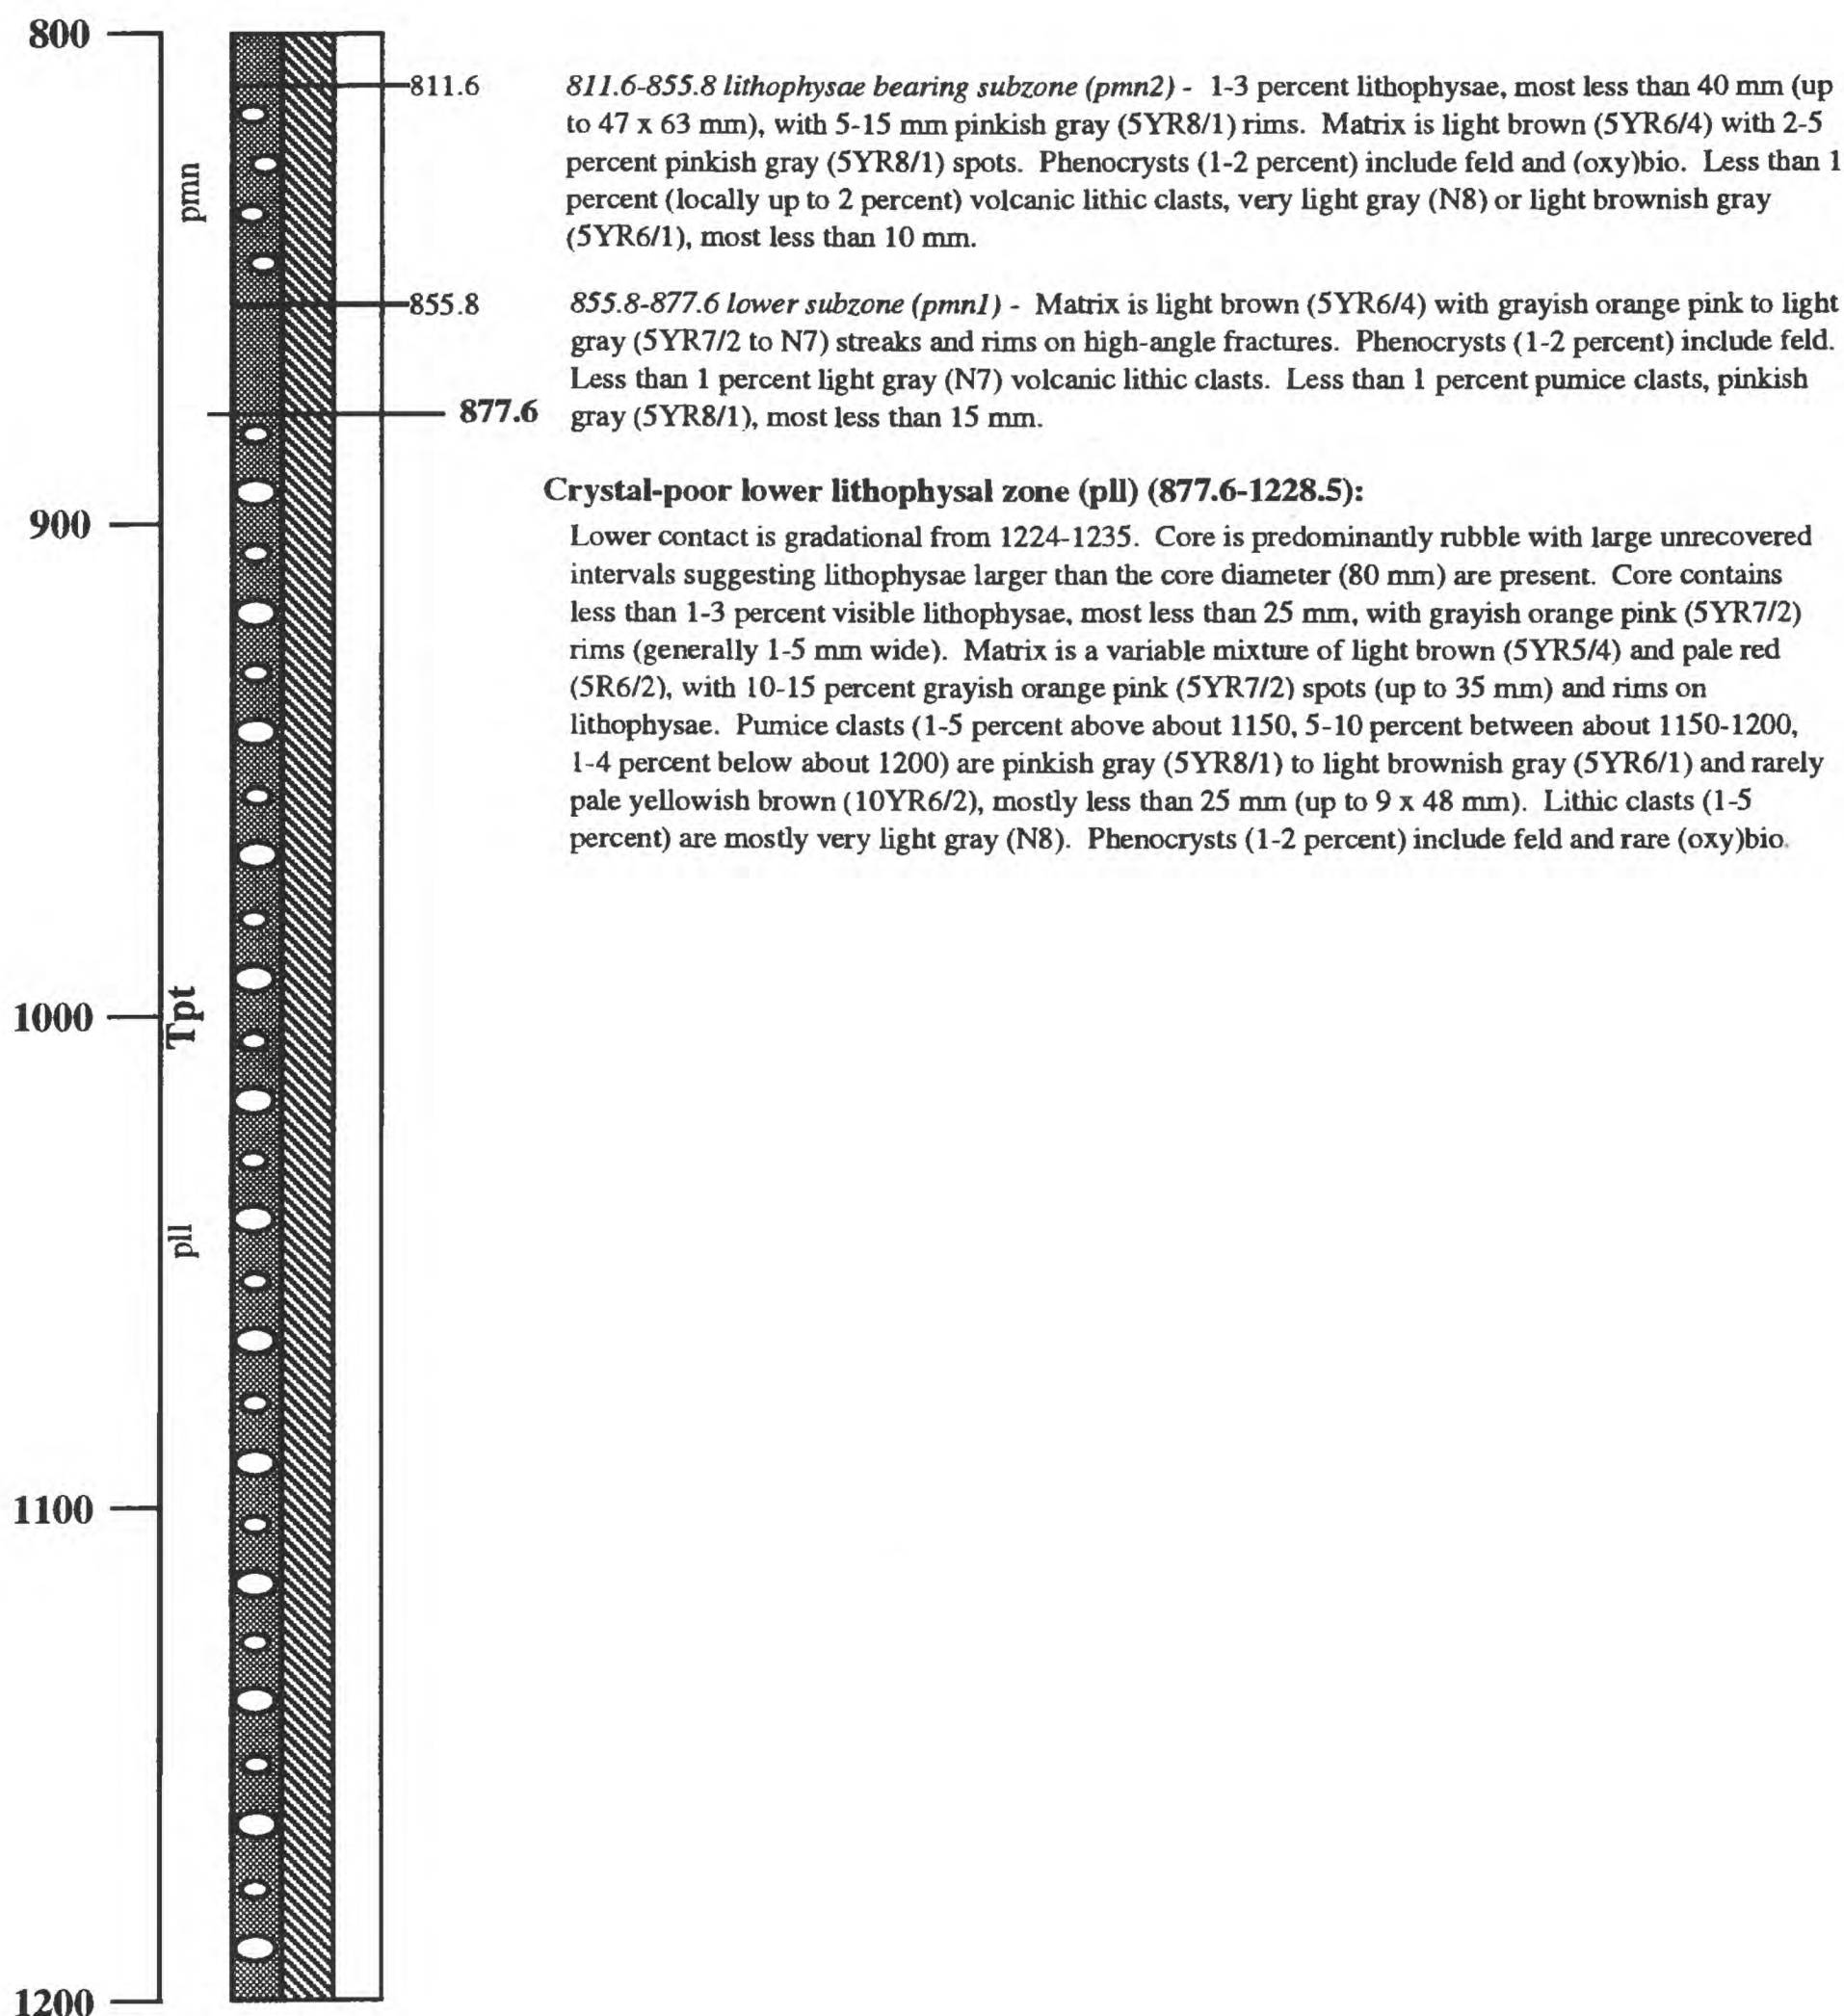 800
811.6
811.6-855.8 lithophysae bearing subzone (pmn2) - 1-3 percent lithophysae, most less than 40 mm (up
to 47 x 63 mm), with 5-15 mm pinkish gray (5YR8/1) rims. Matrix is light brown (5YR6/4) with 2-5
percent pinkish gray (5YR8/1) spots. Phenocrysts (1-2 percent) include feld and (oxy)bio. Less than 1
percent (locally up to 2 percent) volcanic lithic clasts, very light gray (N8) or light brownish gray
(5YR6/1), most less than 10 mm.
pmn
855.8
855.8-877.6 lower subzone (pmn1) - Matrix is light brown (5YR6/4) with grayish orange pink to light
gray (5YR7/2 to N7) streaks and rims on high-angle fractures. Phenocrysts (1-2 percent) include feld.
Less than 1 percent light gray (N7) volcanic lithic clasts. Less than 1 percent pumice clasts, pinkish
gray (5YR8/1), most less than 15 mm.
877.6
Crystal-poor lower lithophysal zone (pll) (877.6-1228.5):
Lower contact is gradational from 1224-1235. Core is predominantly rubble with large unrecovered
intervals suggesting lithophysae larger than the core diameter (80 mm) are present. Core contains
less than 1-3 percent visible lithophysae, most less than 25 mm, with grayish orange pink (5YR7/2)
rims (generally 1-5 mm wide). Matrix is a variable mixture of light brown (5YR5/4) and pale red
(5R6/2), with 10-15 percent grayish orange pink (5YR7/2) spots (up to 35 mm) and rims on
lithophysae. Pumice clasts (1-5 percent above about 1150, 5-10 percent between about 1150-1200,
1-4 percent below about 1200) are pinkish gray (5YR8/1) to light brownish gray (5YR6/1) and rarely
pale yellowish brown (10YR6/2), mostly less than 25 mm (up to 9 x 48 mm). Lithic clasts (1-5
percent) are mostly very light gray (N8). Phenocrysts (1-2 percent) include feld and rare (oxy)bio.
900
1000
Tpt
pll
1100
1200